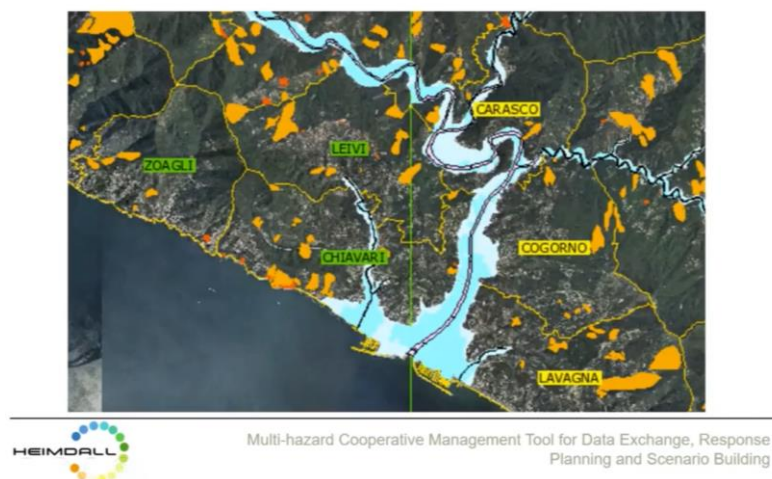 CARASCO
LEIVI
ZOAGLI
COGORNO
CHIAVARI
LAVAGNA
HEIMDALL
Multi-hazard Cooperative Management Tool for Data Exchange, Response
Planning and Scenario Building